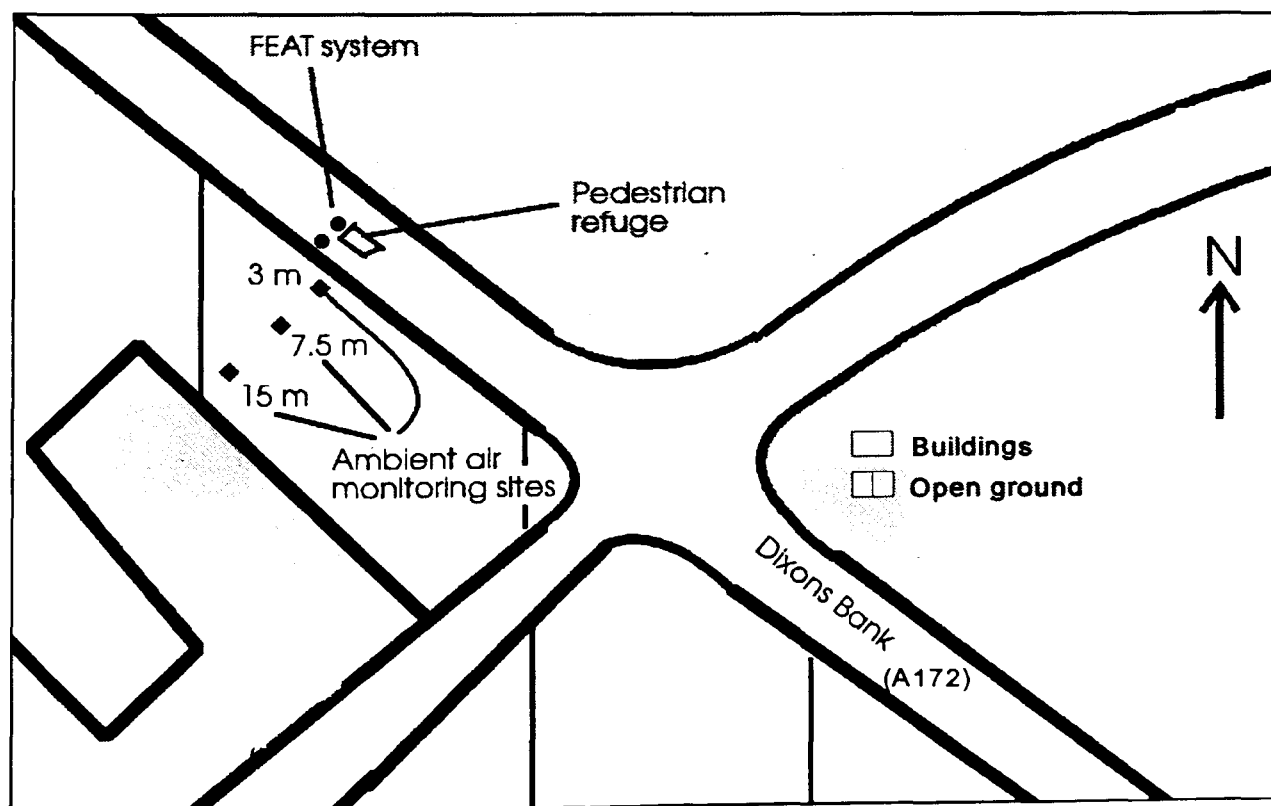 FEAT system
Pedestrian
refuge
3 m
7.5 m
15 m
Ambient air
monitoring sites
N
Buildings
Open ground
Dixons Bank
(A172)